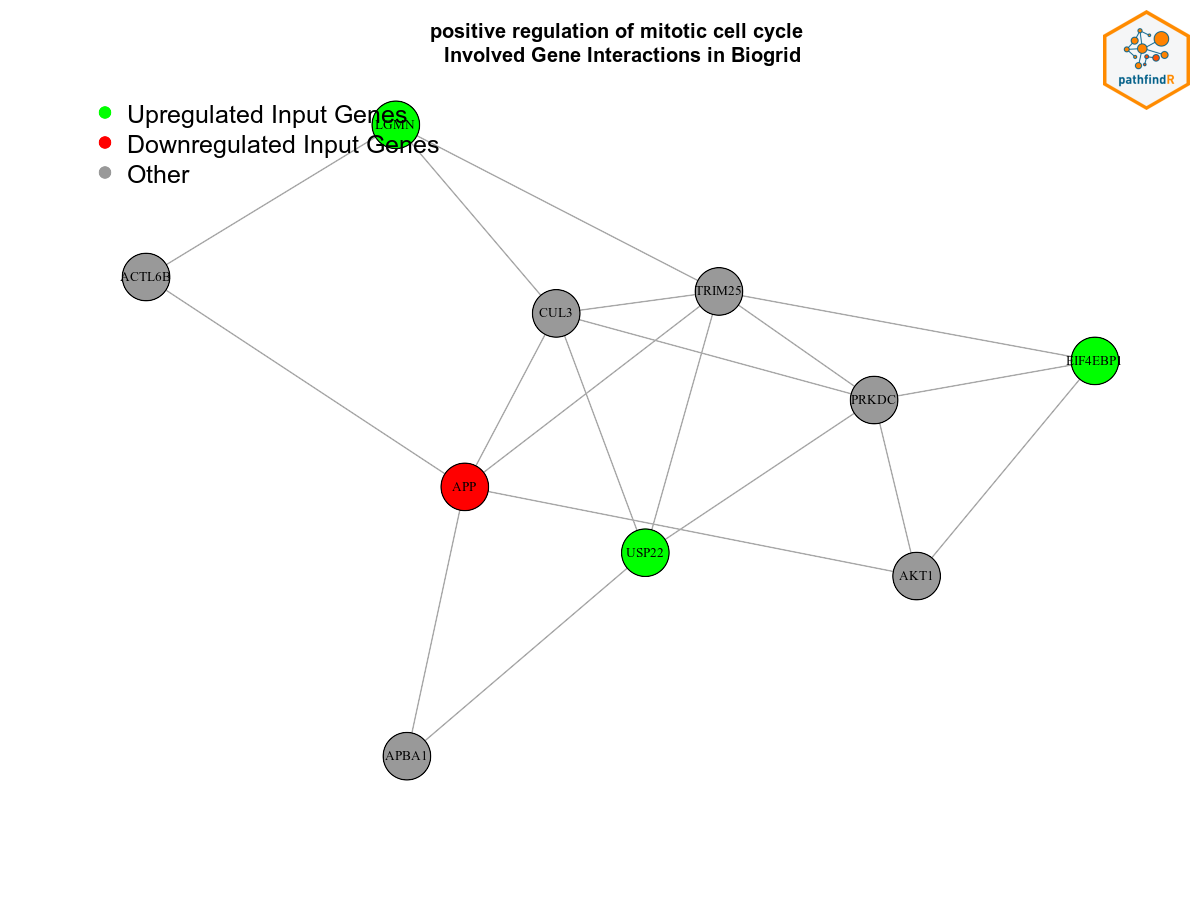 positive regulation of mitotic cell cycle
Involved Gene Interactions in Biogrid
pathfindR
Upregulated Input Genes
Downregulated Input Genes
Other
LGMN
ACTL6B
TRIM25
CUL3
EIF4EBP1
PRKDC
APP
USP22
AKT1
APBA1